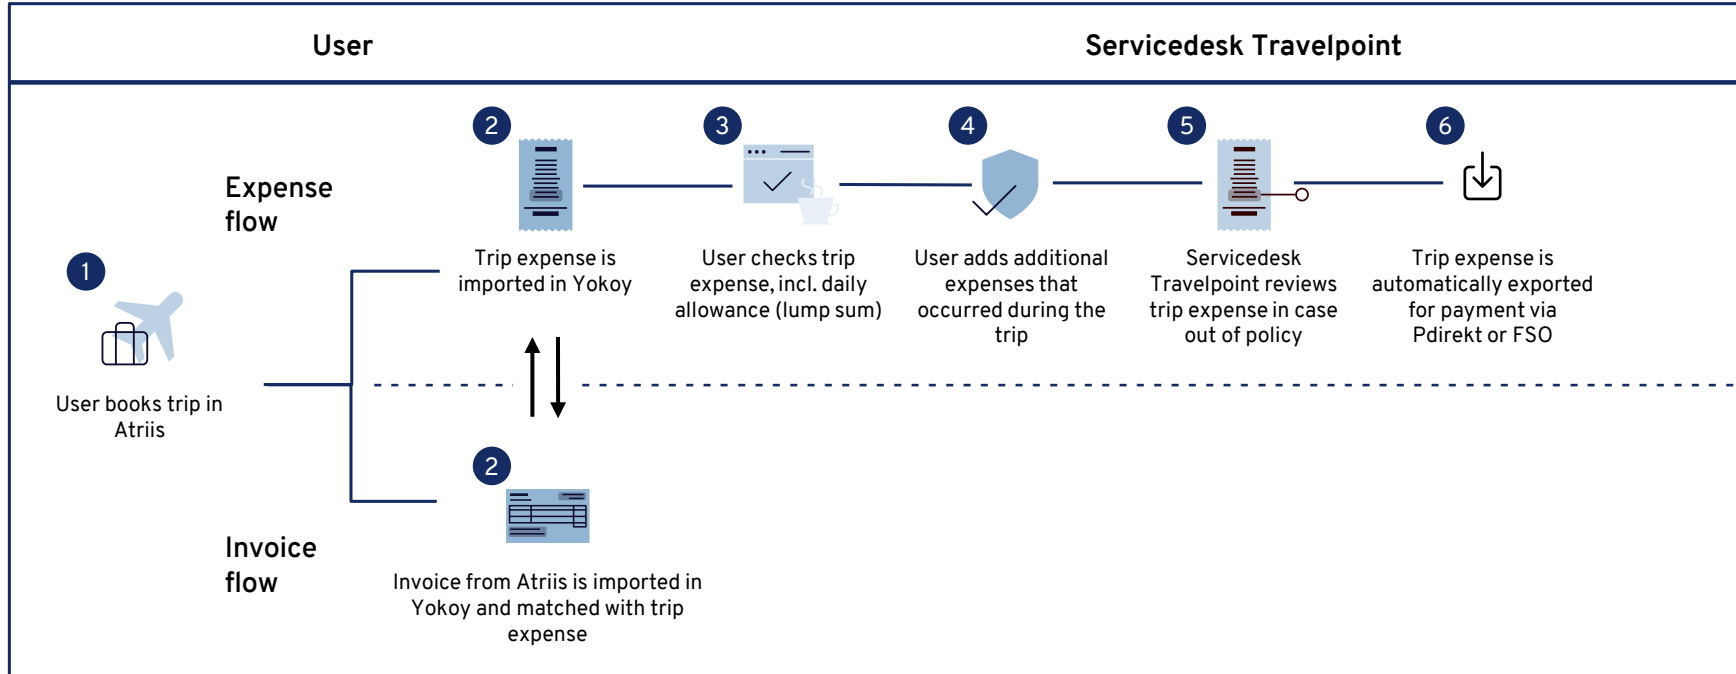 User
Servicedesk Travelpoint
Expense
flow
2
Trip expense is
imported in Yokoy
3
User checks trip
expense, incl. daily
allowance (lump sum)
4
User adds additional
expenses that
occurred during the
trip
5
Servicedesk
Travelpoint reviews
trip expense in case
out of policy
6
Trip expense is
automatically exported
for payment via
Pdirekt or FSO
1
User books trip in
Atriis
Invoice
flow
2
Invoice from Atriis is imported in
Yokoy and matched with trip
expense